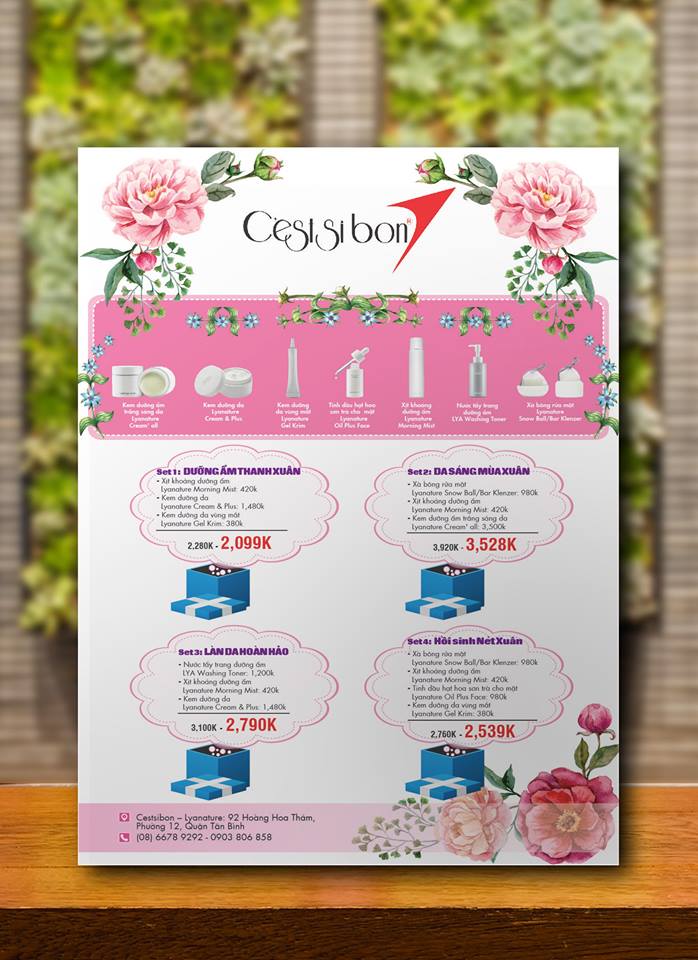 C'estsibon
Kem dưỡng ẩm
trắng sáng da
Lyanature
Cream' all
Kem dưỡng da
Lyanature
Cream & Plus
Kem dưỡng
da vùng mắt
Lyanature
Gel Krim
Tinh dầu hạt hoa
sơn trà cho mặt
Lyanature
Oil Plus Face
Xịt khoáng
dưỡng ẩm
Lyanature
Morning Mist
Nước tẩy trang
dưỡng ẩm
LYA Washing Toner
Xà bông rửa mặt
Lyanature
Snow Ball/Bar Klenzer
Set1: DƯỠNG ẨM THANH XUÂN
- Xịt khoáng dưỡng ẩm
Lyanature Morning Mist: 420k
- Kem dưỡng da
Lyanature Cream & Plus: 1,480k
- Kem dưỡng da vùng mắt
Lyanature Gel Krim: 380k
2,280K - 2,099K
Set2: DA SÁNG MÙA XUÂN
- Xà bông rửa mặt
Lyanature Snow Ball/Bar Klenzer: 980k
- Xịt khoáng dưỡng ẩm
Lyanature Morning Mist: 420k
- Kem dưỡng ẩm trắng sáng da
Lyanature Cream' all: 3,500k
3,920K - 3,528K
Set3: LÀN DA HOÀN HẢO
- Nước tẩy trang dưỡng ẩm
LYA Washing Toner: 1,200k
- Xịt khoáng dưỡng ẩm
Lyanature Morning Mist: 420k
- Kem dưỡng da
Lyanature Cream & Plus: 1,480k
3,100K - 2,790K
Set4: Hồi sinh Nét Xuân
- Xà bông rửa mặt
Lyanature Snow Ball/Bar Klenzer: 980k
- Xịt khoáng dưỡng ẩm
Lyanature Morning Mist: 420k
- Tinh dầu hạt hoa sơn trà cho mặt
Lyanature Oil Plus Face: 980k
- Kem dưỡng da vùng mắt
Lyanature Gel Krim: 380k
2,760K - 2,539K
Cestsibon – Lyanature: 92 Hoàng Hoa Thám,
Phường 12, Quận Tân Bình
(08) 6678 9292 - 0903 806 858